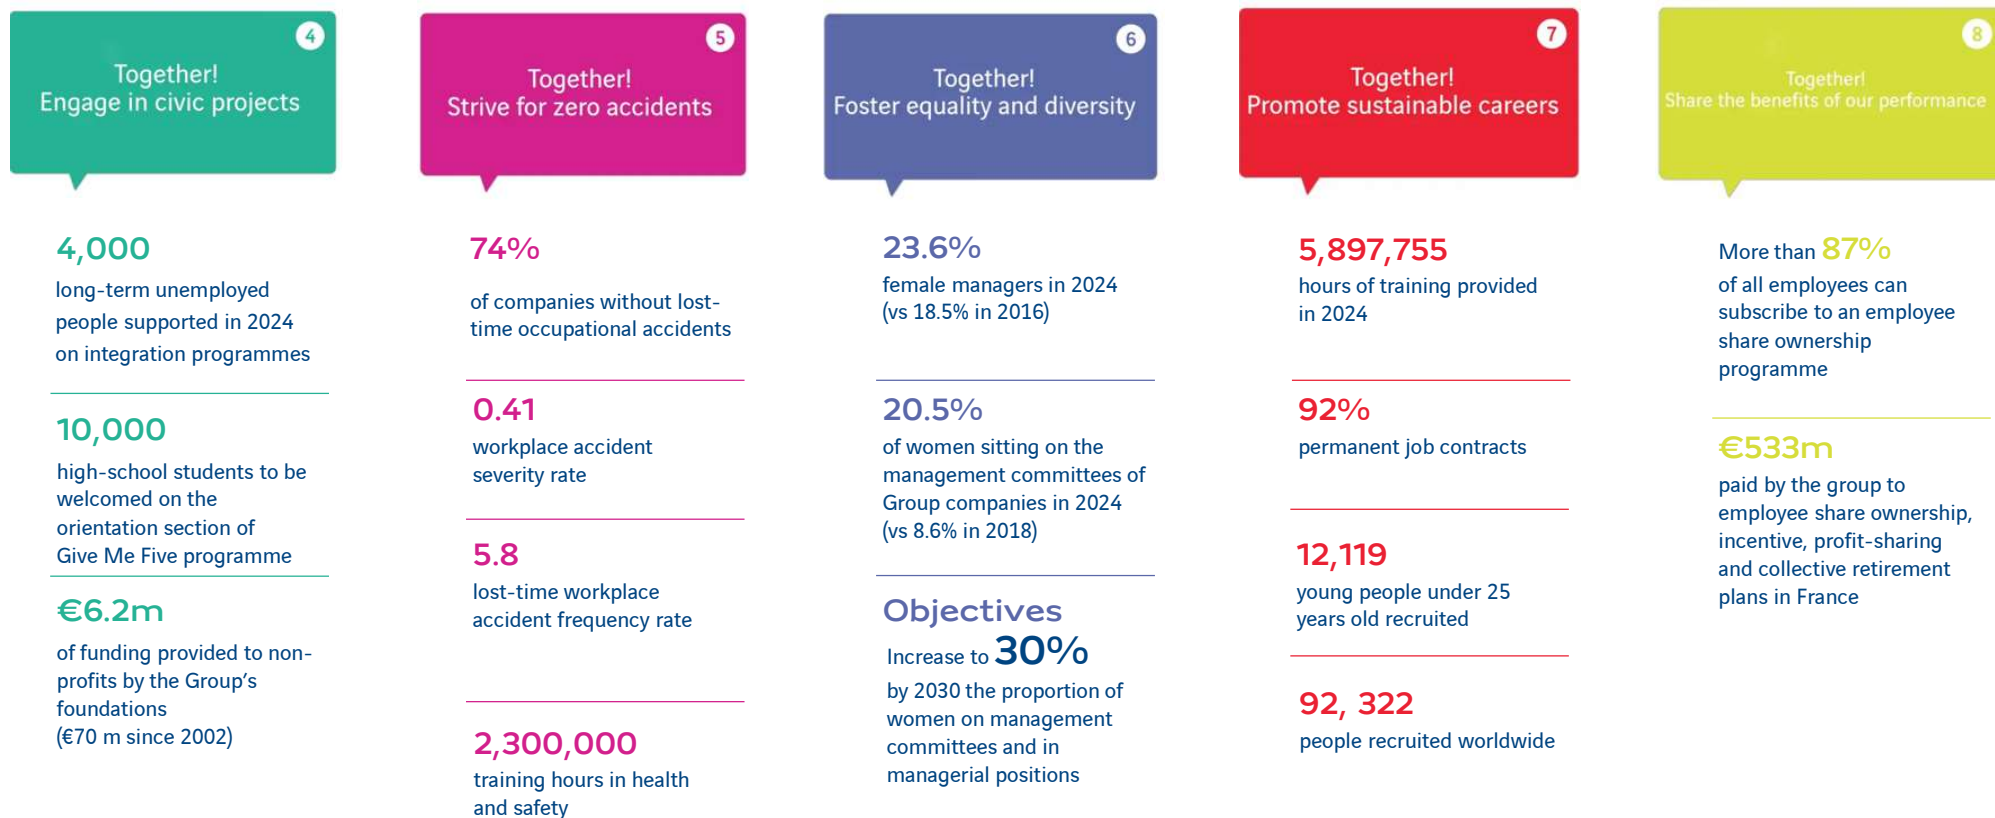 4
Together!
Engage in civic projects
4,000
long-term unemployed
people supported in 2024
on integration programmes
10,000
high-school students to be
welcomed on the
orientation section of
Give Me Five programme
€6.2m
of funding provided to non-
profits by the Group’s
foundations
(€70 m since 2002)
5
Together!
Strive for zero accidents
74%
of companies without lost-
time occupational accidents
0.41
workplace accident
severity rate
5.8
lost-time workplace
accident frequency rate
2,300,000
training hours in health
and safety
6
Together!
Foster equality and diversity
23.6%
female managers in 2024
(vs 18.5% in 2016)
20.5%
of women sitting on the
management committees of
Group companies in 2024
(vs 8.6% in 2018)
Objectives
Increase to 30%
by 2030 the proportion of
women on management
committees and in
managerial positions
7
Together!
Promote sustainable careers
5,897,755
hours of training provided
in 2024
92%
permanent job contracts
12,119
young people under 25
years old recruited
92, 322
people recruited worldwide
8
Together!
Share the benefits of our performance
More than 87%
of all employees can
subscribe to an employee
share ownership
programme
€533m
paid by the group to
employee share ownership,
incentive, profit-sharing
and collective retirement
plans in France